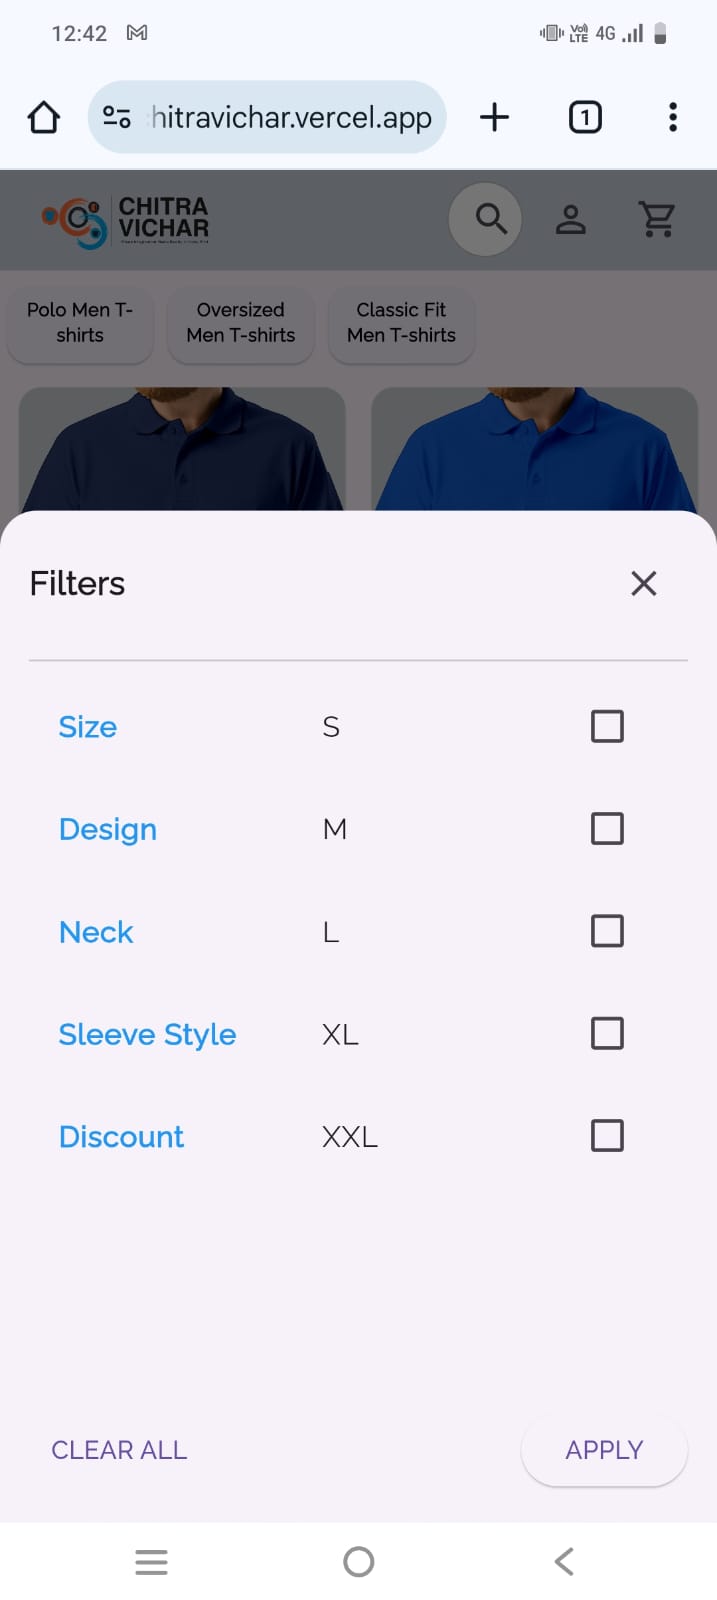 12:42
Vo)
LTE 4G
1
hitravichar.vercel.app
CHITRA
VICHAR
Polo Men T-
shirts
Oversized
Men T-shirts
Classic Fit
Men T-shirts
Filters
Size S
Design M
Neck L
Sleeve Style XL
Discount XXL
CLEAR ALL APPLY